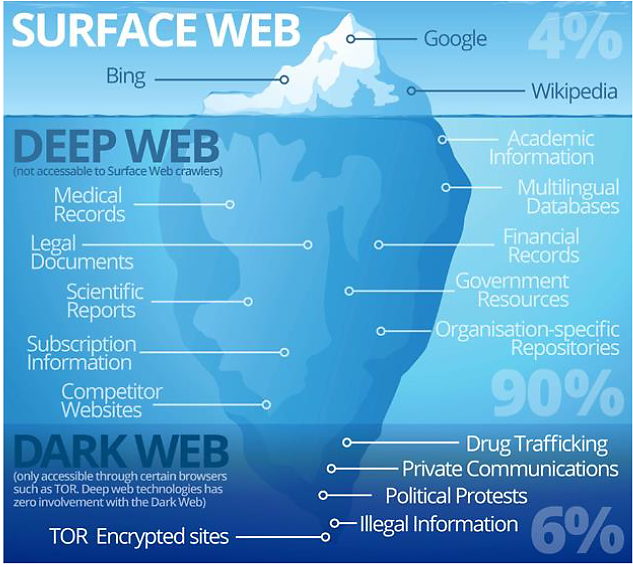 SURFACE WEB
4%
Google
Bing
Wikipedia
DEEP WEB
(not accessable to Surface Web crawlers)
Academic
Information
Multilingual
Databases
Medical
Records
Legal
Documents
Financial
Records
Scientific
Reports
Government
Resources
Subscription
Information
Organisation-specific
Repositories
Competitor
Websites
90%
DARK WEB
(only accessible through certain browsers
such as TOR. Deep web technologies has
zero involvement with the Dark Web)
Drug Trafficking
Private Communications
Political Protests
Illegal Information
TOR Encrypted sites
6%